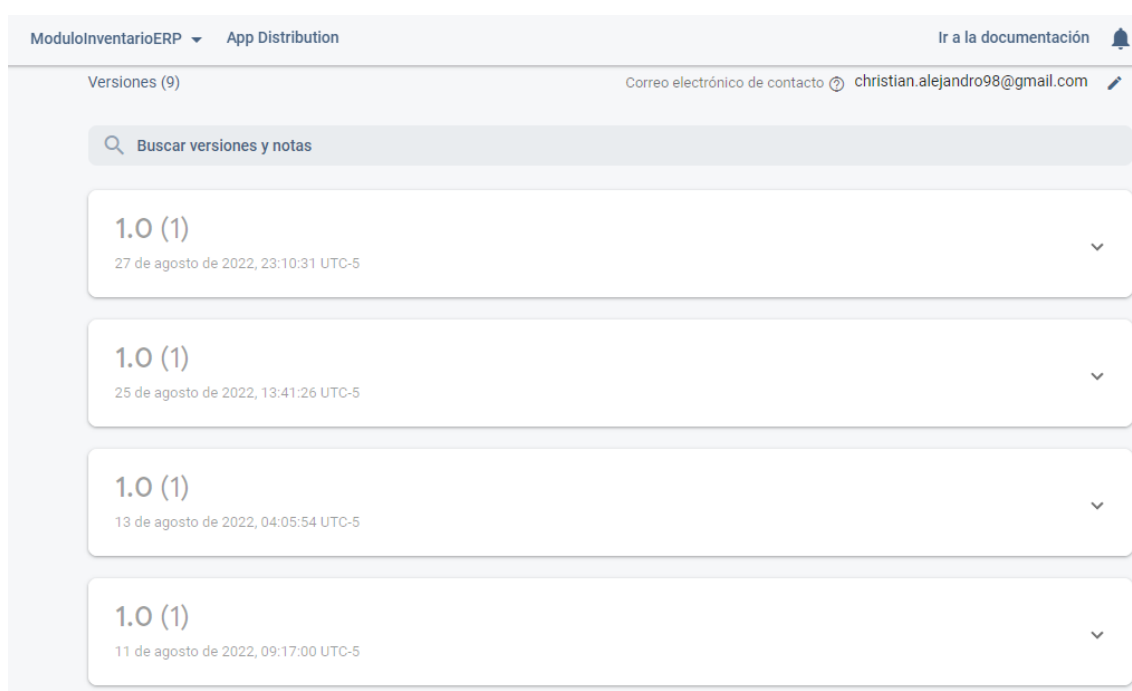 ModuloInventarioERP App Distribution Ir a la documentación
Versiones (9) Correo electrónico de contacto christian.alejandro98@gmail.com
Buscar versiones y notas
1.0 (1)
27 de agosto de 2022, 23:10:31 UTC-5
1.0 (1)
25 de agosto de 2022, 13:41:26 UTC-5
1.0 (1)
13 de agosto de 2022, 04:05:54 UTC-5
1.0 (1)
11 de agosto de 2022, 09:17:00 UTC-5